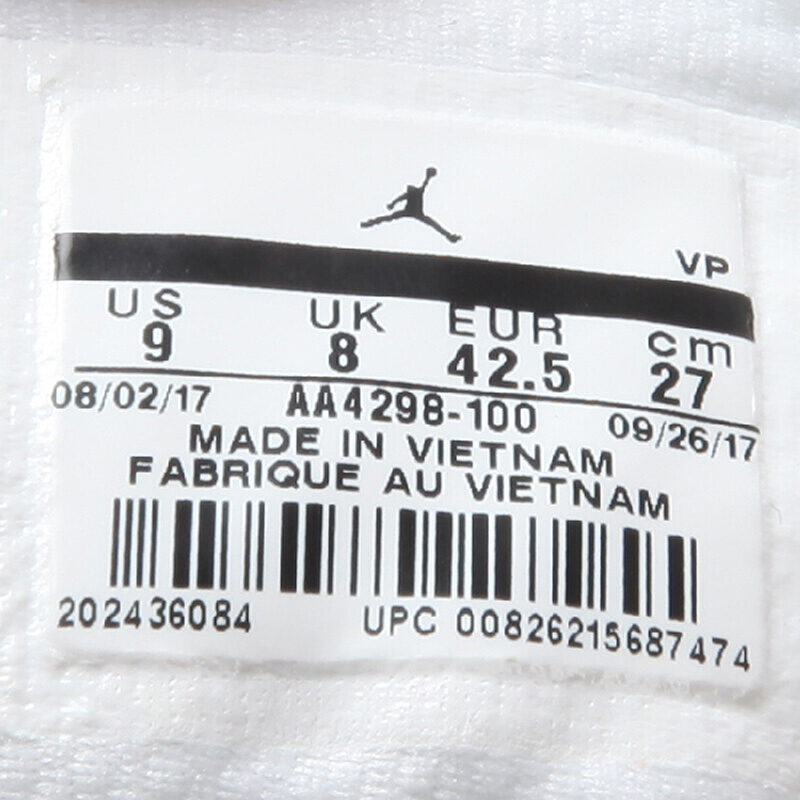 VP
US UK EUR cm
9 8 42.5 27
08/02/17 AA4298-100 09/26/17
MADE IN VIETNAM
FABRIQUE AU VIETNAM
202436084 UPC 00826215687474